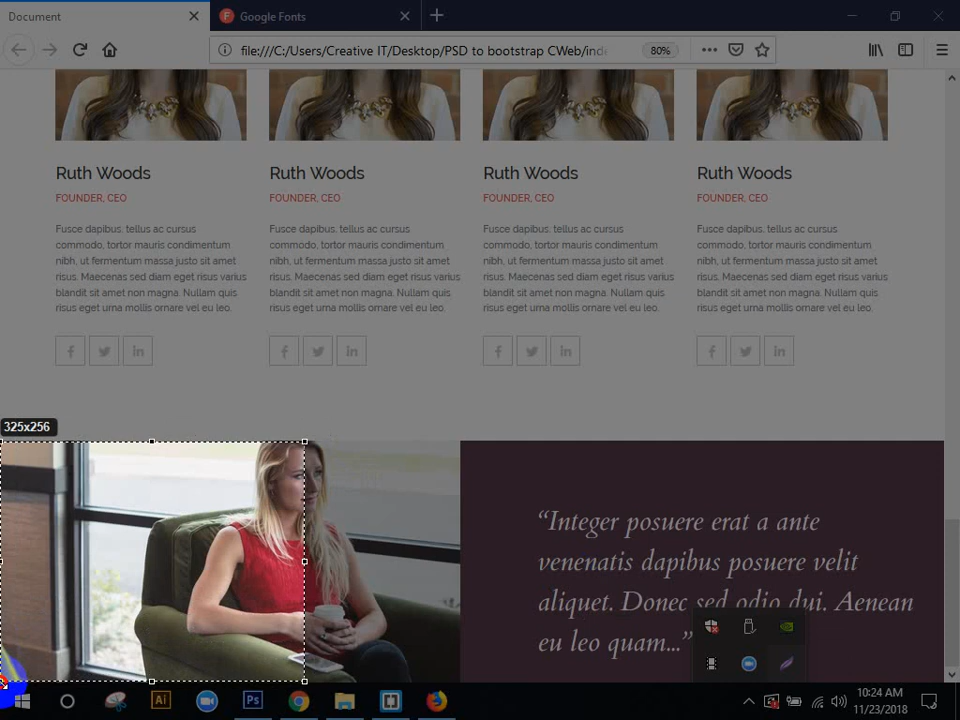 Document
Google Fonts
file:///C:/Users/Creative IT/Desktop/PSD to bootstrap CWeb/inde
80%
Ruth Woods
FOUNDER, CEO
Fusce dapibus, tellus ac cursus
commodo, tortor mauris condimentum
nibh, ut fermentum massa justo sit amet
risus. Maecenas sed diam eget risus varius
blandit sit amet non magna. Nullam quis
risus eget urna mollis ornare vel eu leo.
Ruth Woods
FOUNDER, CEO
Fusce dapibus, tellus ac cursus
commodo, tortor mauris condimentum
nibh, ut fermentum massa justo sit amet
risus. Maecenas sed diam eget risus varius
blandit sit amet non magna. Nullam quis
risus eget urna mollis ornare vel eu leo.
Ruth Woods
FOUNDER, CEO
Fusce dapibus, tellus ac cursus
commodo, tortor mauris condimentum
nibh, ut fermentum massa justo sit amet
risus. Maecenas sed diam eget risus varius
blandit sit amet non magna. Nullam quis
risus eget urna mollis ornare vel eu leo.
Ruth Woods
FOUNDER, CEO
Fusce dapibus, tellus ac cursus
commodo, tortor mauris condimentum
nibh, ut fermentum massa justo sit amet
risus. Maecenas sed diam eget risus varius
blandit sit amet non magna. Nullam quis
risus eget urna mollis ornare vel eu leo.
325x256
“Integer posuere erat a ante
venenatis dapibus posuere velit
aliquet. Donec sed odio dui. Aenean
eu leo quam...”
Ai
Ps
10:24 AM
11/23/2018